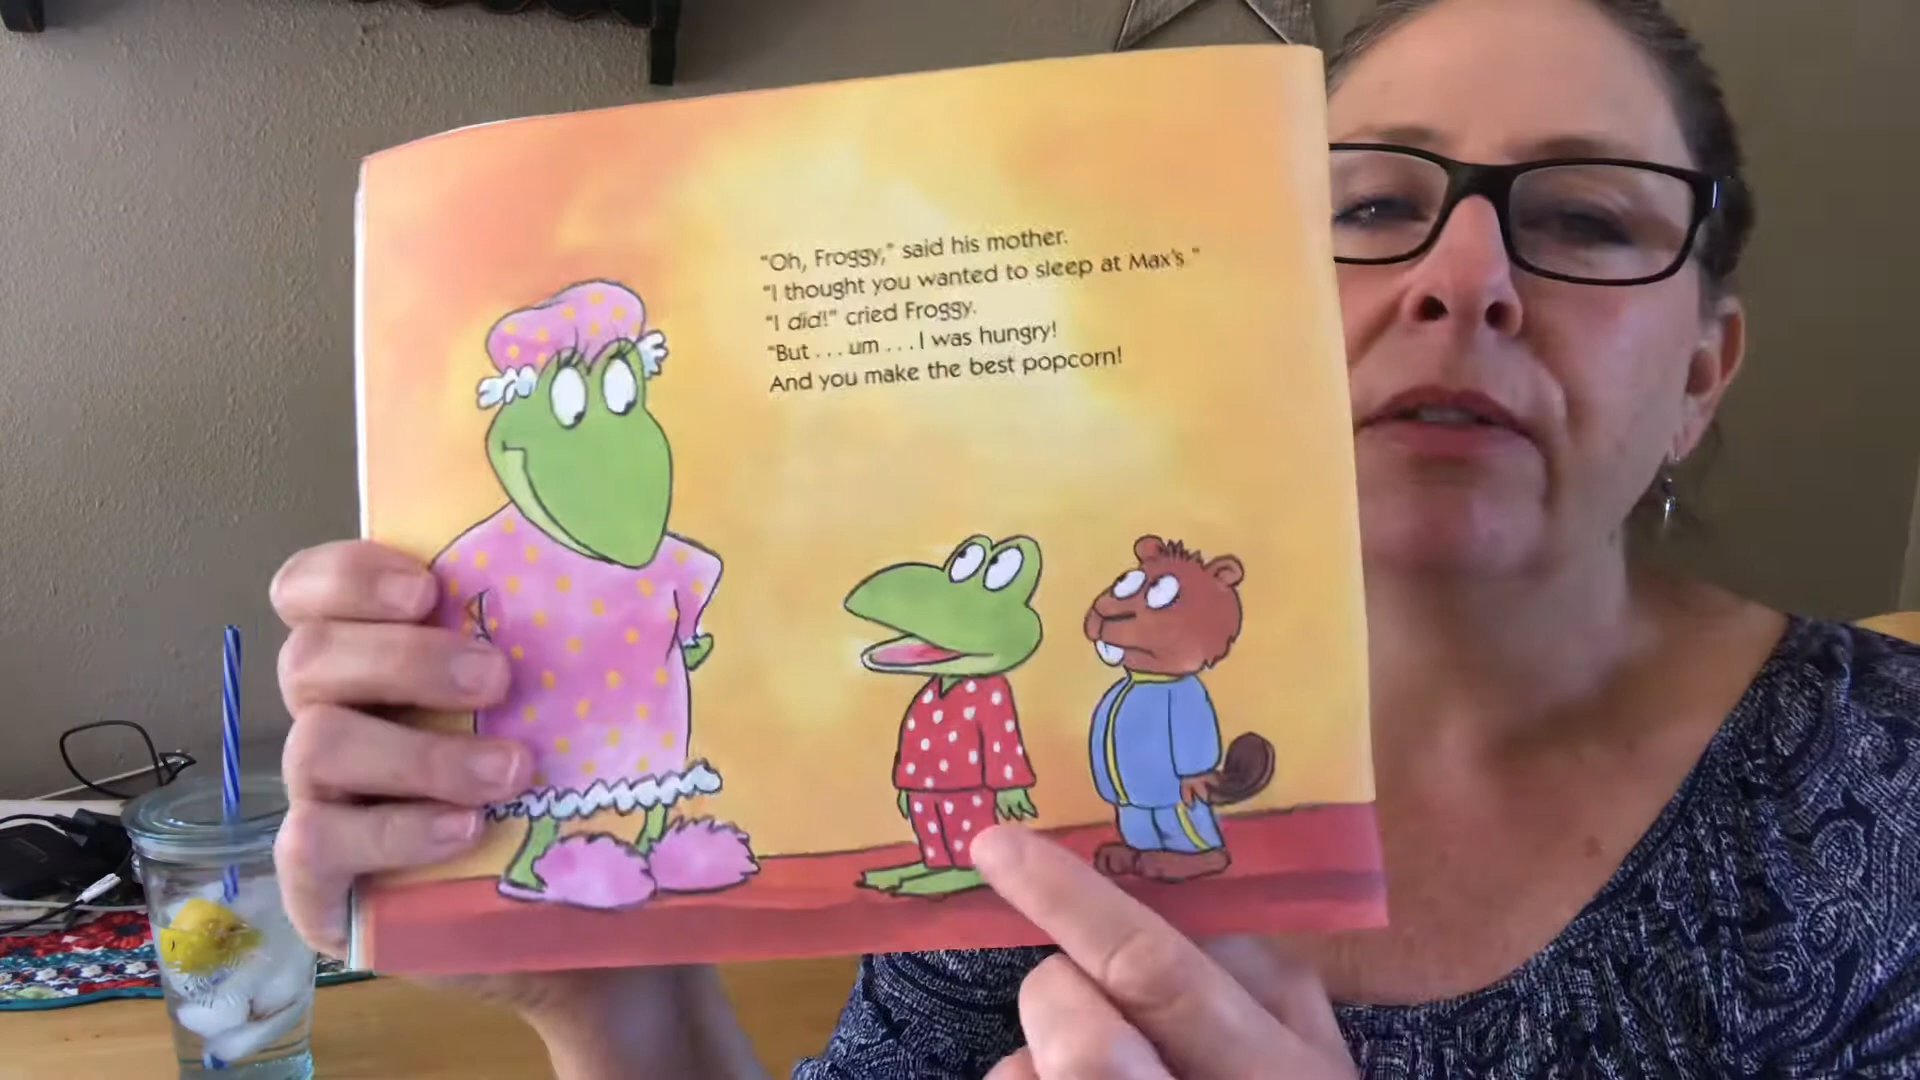 "Oh, Froggy," said his mother.
"I thought you wanted to sleep at Max's."
"I did!" cried Froggy.
"But . . . um . . . I was hungry!
And you make the best popcorn!